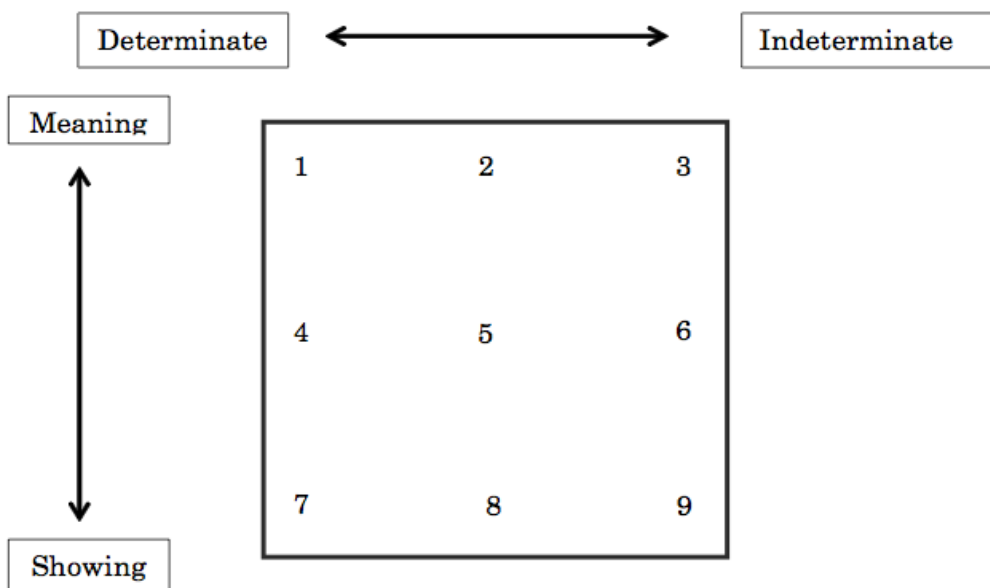 Determinate Indeterminate
Meaning
1 2 3
4 5 6
7 8 9
Showing